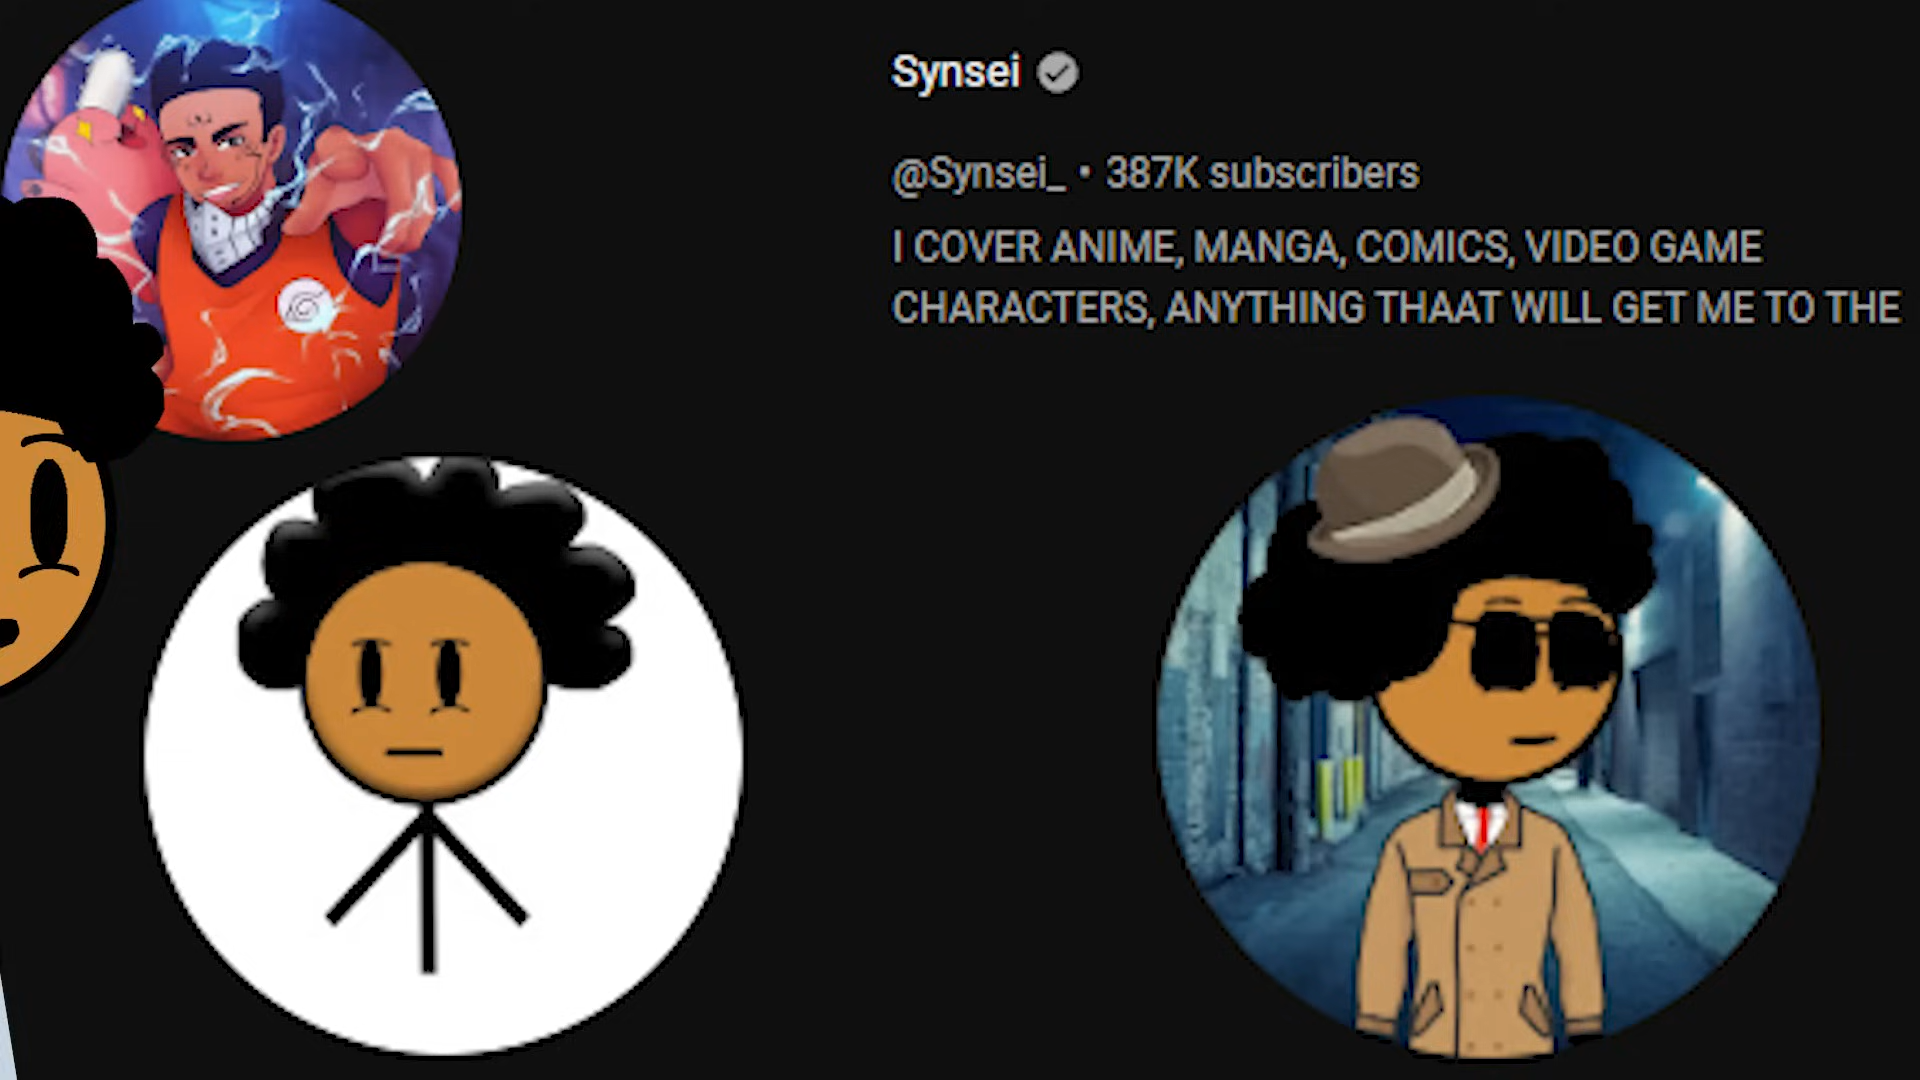 Synsei
@Synsei_ • 387K subscribers
I COVER ANIME, MANGA, COMICS, VIDEO GAME
CHARACTERS, ANYTHING THAAT WILL GET ME TO THE